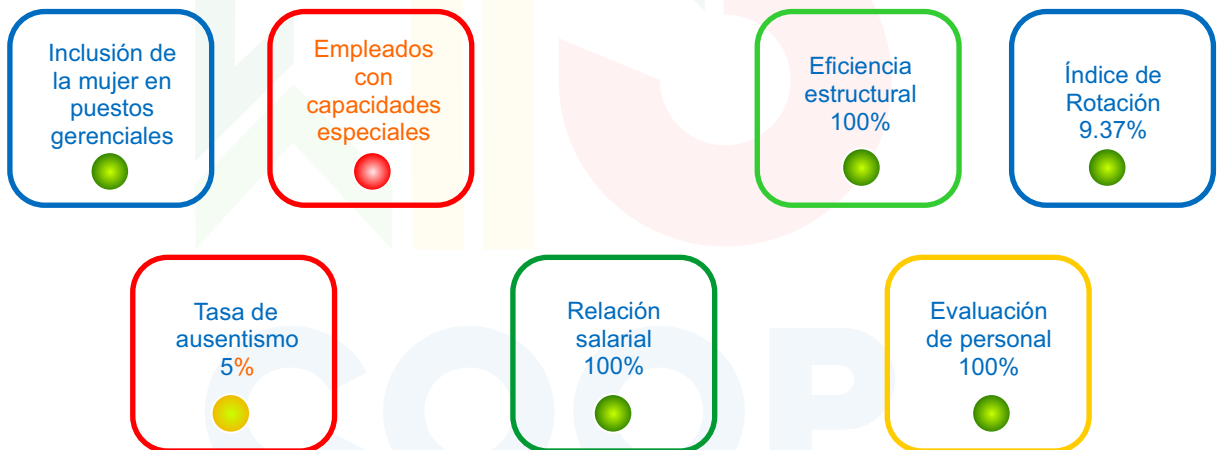 Inclusión de
la mujer en
puestos
gerenciales
Empleados
con
capacidades
especiales
Eficiencia
estructural
100%
Índice de
Rotación
9.37%
Tasa de
ausentismo
5%
Relación
salarial
100%
Evaluación
de personal
100%
COOP